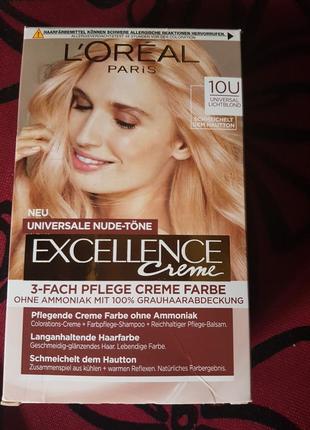 HAARFÄRBEMITTEL KÖNNEN SCHWERE ALLERGISCHE REAKTIONEN HERVORRUFEN.
L'ORÉAL
PARIS
10U
UNIVERSAL
LICHTBLOND
SCHMEICHELT
DEM HAUTTON
NEU
UNIVERSALE NUDE-TÖNE
EXCELLENCE
Creme
3-FACH PFLEGE CREME FARBE
OHNE AMMONIAK MIT 100% GRAUHAARABDECKUNG
Pflegende Creme Farbe ohne Ammoniak
Colorations-Creme + Farbpflege-Shampoo + Reichhaltiger Pflege-Balsam.
Langanhaltende Haarfarbe
Geschmeidig-glänzendes Haar. Lebendige Farbe.
Schmeichelt dem Hautton
Zusammenspiel aus kühlen + warmen Reflexen. Natürliches Farbergebnis.